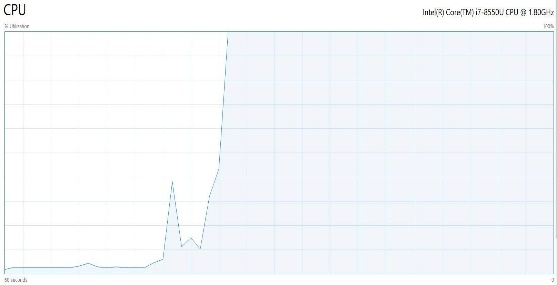 CPU
Intel(R) Core(TM) i7-8550U CPU @ 1.80GHz
% Utilization
100%
60 seconds
0